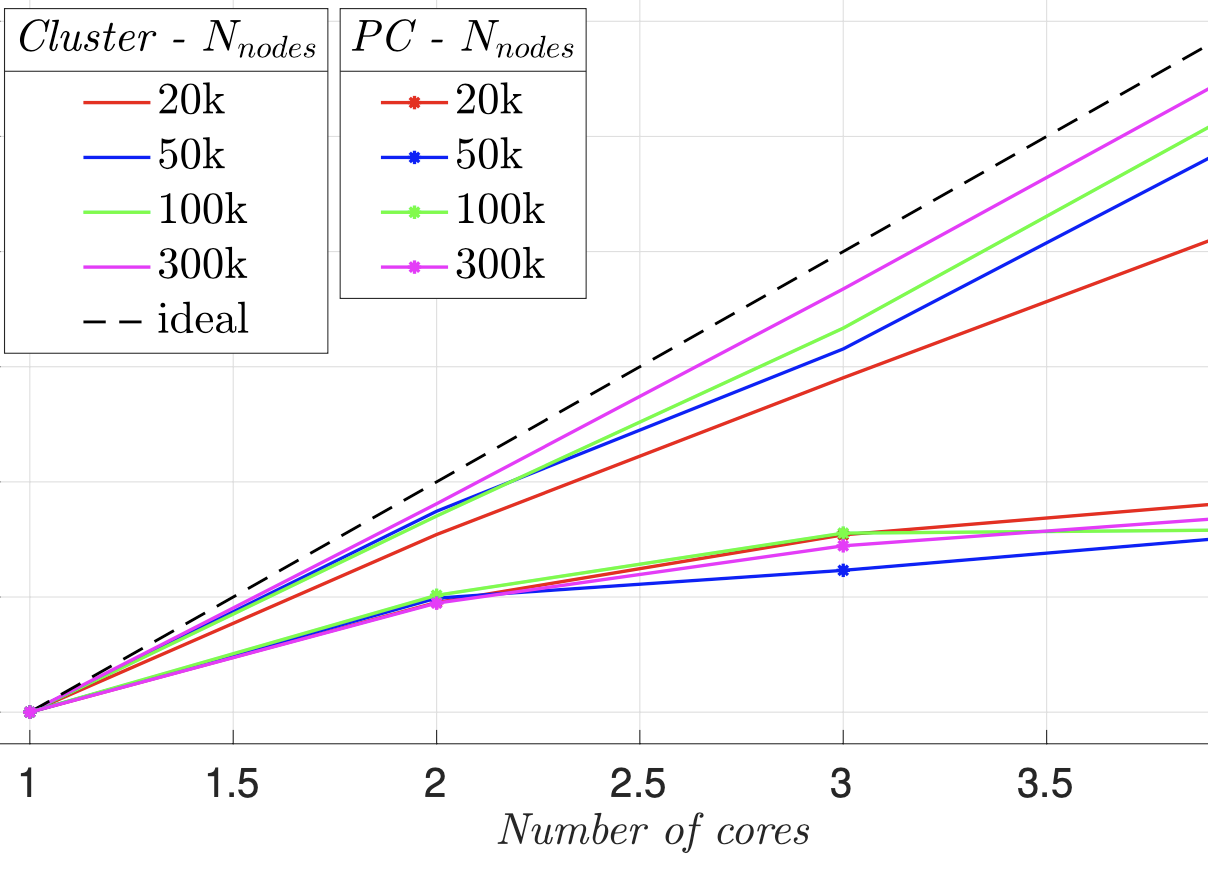 Cluster - N_nodes
20k
50k
100k
300k
ideal
PC - N_nodes
20k
50k
100k
300k
1 1.5 2 2.5 3 3.5
Number of cores